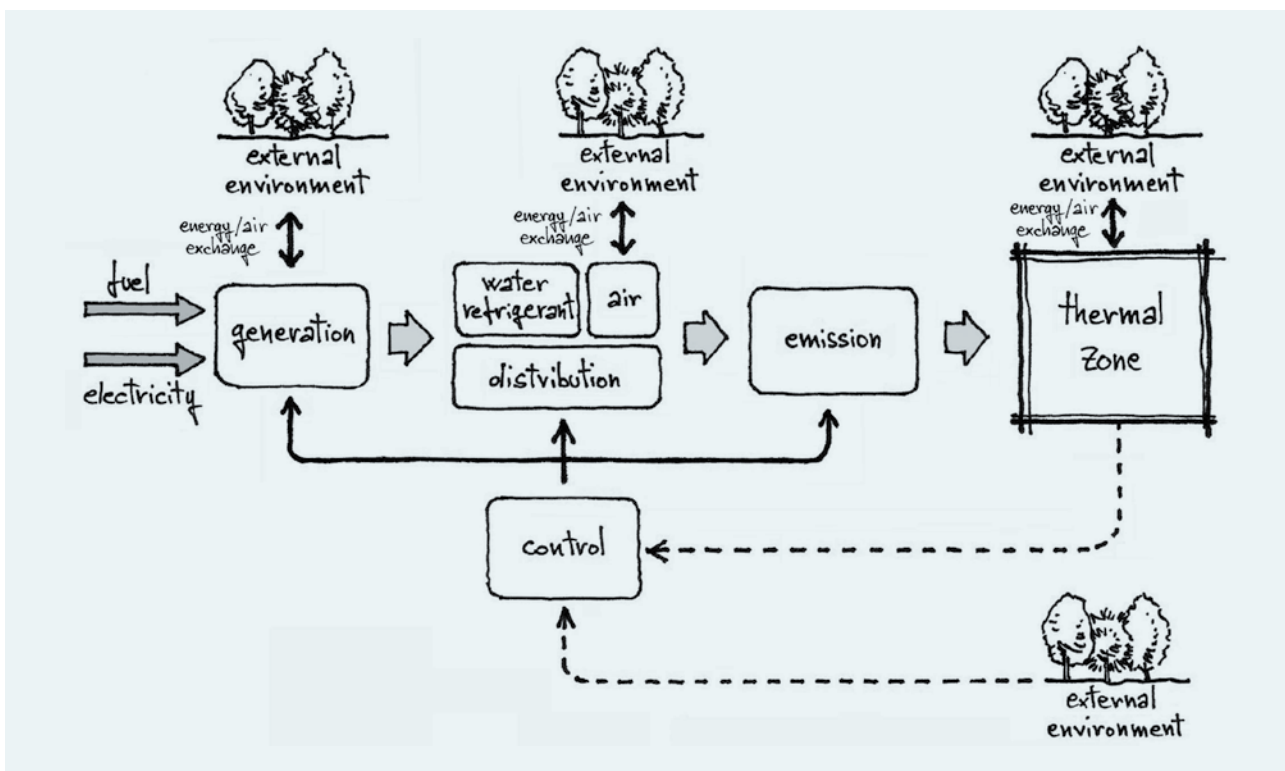 external
environment
external
environment
external
environment
energy/air
exchange
energy/air
exchange
energy/air
exchange
fuel
electricity
generation
water
refrigerant
air
distribution
emission
thermal
zone
control
external
environment